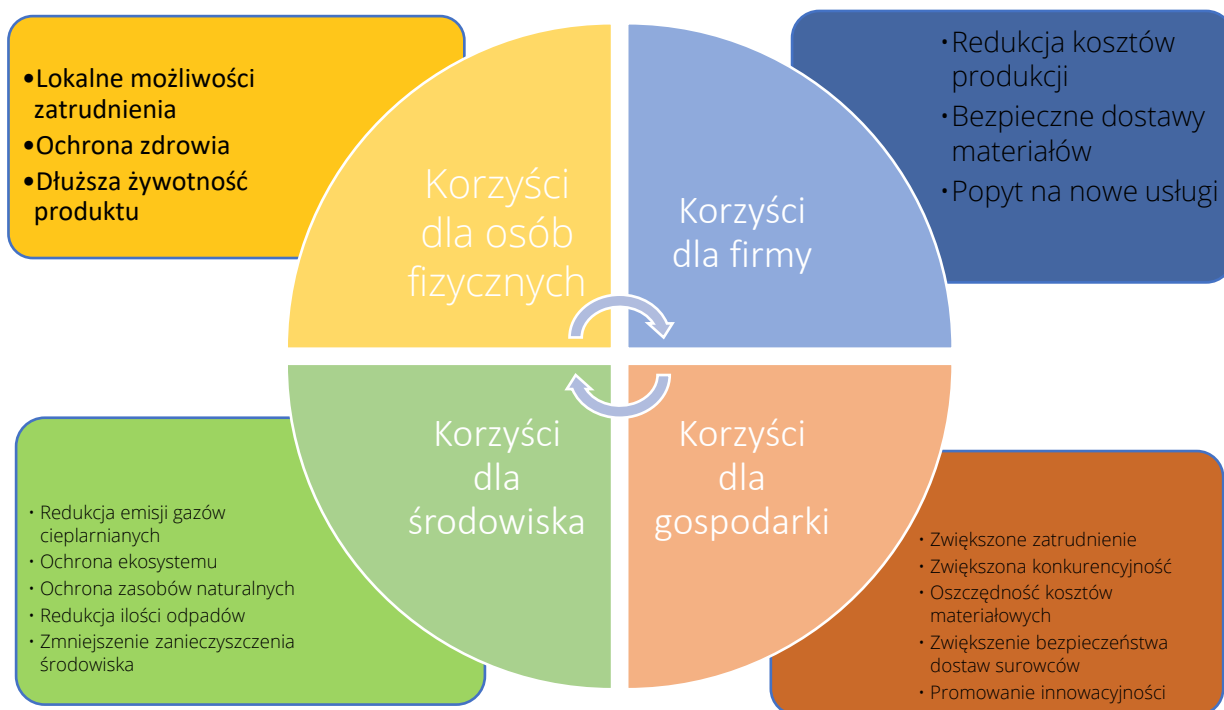 •Lokalne możliwości
zatrudnienia
•Ochrona zdrowia
•Dłuższa żywotność
produktu
•Redukcja kosztów
produkcji
•Bezpieczne dostawy
materiałów
•Popyt na nowe usługi
Korzyści
dla osób
fizycznych
Korzyści
dla firmy
Korzyści
dla
środowiska
Korzyści
dla
gospodarki
• Redukcja emisji gazów
cieplarnianych
• Ochrona ekosystemu
• Ochrona zasobów naturalnych
• Redukcja ilości odpadów
• Zmniejszenie zanieczyszczenia
środowiska
• Zwiększone zatrudnienie
• Zwiększona konkurencyjność
• Oszczędność kosztów
materiałowych
• Zwiększenie bezpieczeństwa
dostaw surowców
• Promowanie innowacyjności